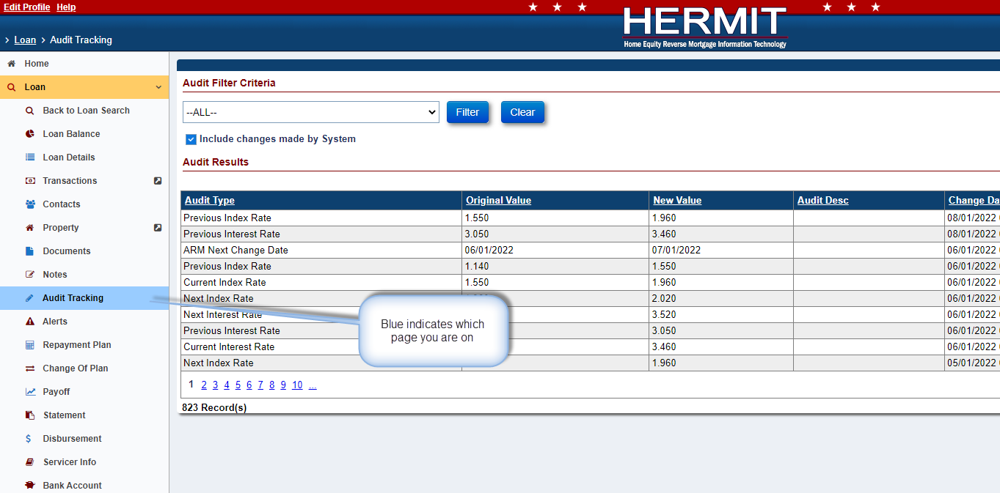 Edit Profile Help
HERMIT
Home Equity Reverse Mortgage Information Technology
> Loan > Audit Tracking
Home
Loan
Back to Loan Search
Loan Balance
Loan Details
Transactions
Contacts
Property
Documents
Notes
Audit Tracking
Alerts
Repayment Plan
Change Of Plan
Payoff
Statement
Disbursement
Servicer Info
Bank Account
Audit Filter Criteria
--ALL-- Filter Clear
Include changes made by System
Audit Results
Audit Type Original Value New Value Audit Desc Change Da
Previous Index Rate 1.550 1.960 08/01/2022
Previous Interest Rate 3.050 3.460 08/01/2022
ARM Next Change Date 06/01/2022 07/01/2022 06/01/2022
Previous Index Rate 1.140 1.550 06/01/2022
Current Index Rate 1.550 1.960 06/01/2022
Next Index Rate 2.020 06/01/2022
Next Interest Rate 3.520 06/01/2022
Previous Interest Rate 3.050 06/01/2022
Current Interest Rate 3.460 06/01/2022
Next Index Rate 1.960 05/01/2022
Blue indicates which
page you are on
1 2 3 4 5 6 7 8 9 10 ...
823 Record(s)